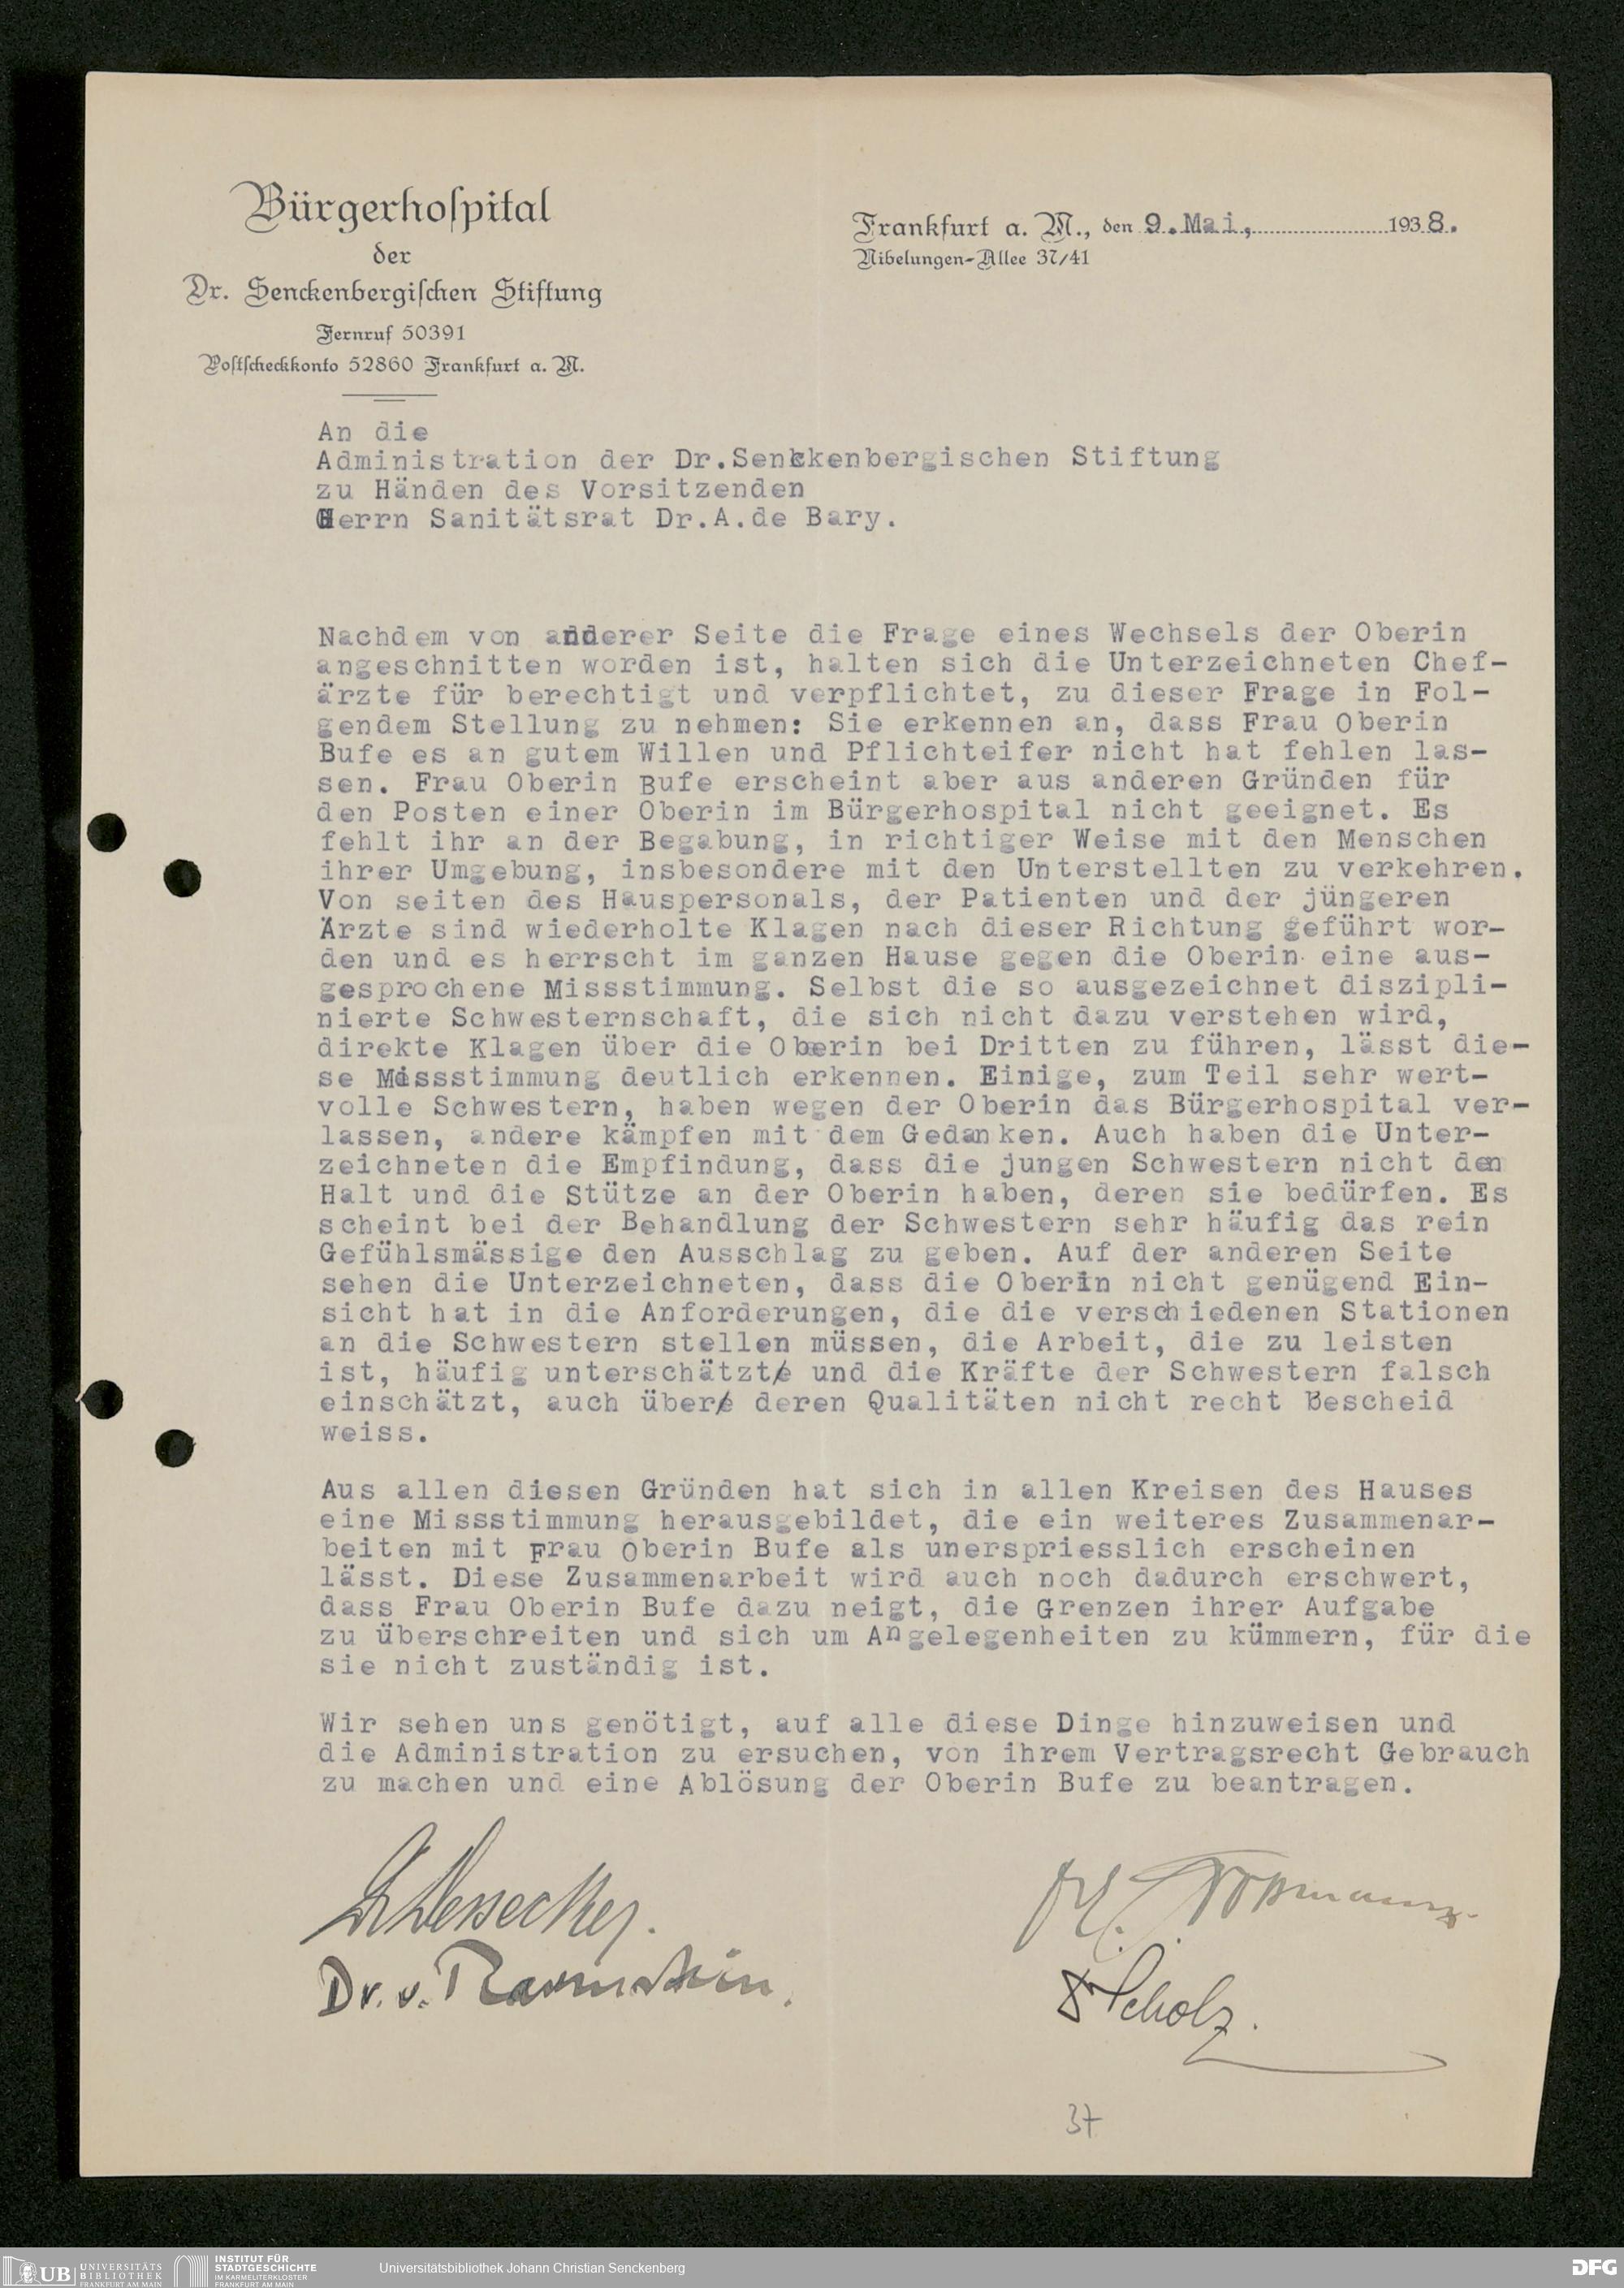 Bürgerhoſpital
der
Dr. Senckenbergiſchen Stiftung
Fernruf 50391
Poſtſcheckkonto 52860 Frankfurt a. M.
Frankfurt a. M., den 9.Mai, 1938.
Nibelungen-Allee 37/41
An die
Administration der Dr.Senckenbergischen Stiftung
zu Händen des Vorsitzenden
Herrn Sanitätsrat Dr.A.de Bary.
Nachdem von anderer Seite die Frage eines Wechsels der Oberin
angeschnitten worden ist, halten sich die Unterzeichneten Chef-
ärzte für berechtigt und verpflichtet, zu dieser Frage in Fol-
gendem Stellung zu nehmen: Sie erkennen an, dass Frau Oberin
Bufe es an gutem Willen und Pflichteifer nicht hat fehlen las-
sen. Frau Oberin Bufe erscheint aber aus anderen Gründen für
den Posten einer Oberin im Bürgerhospital nicht geeignet. Es
fehlt ihr an der Begabung, in richtiger Weise mit den Menschen
ihrer Umgebung, insbesondere mit den Unterstellten zu verkehren.
Von seiten des Hauspersonals, der Patienten und der jüngeren
Ärzte sind wiederholte Klagen nach dieser Richtung geführt wor-
den und es herrscht im ganzen Hause gegen die Oberin eine aus-
gesprochene Missstimmung. Selbst die so ausgezeichnet diszipli-
nierte Schwesternschaft, die sich nicht dazu verstehen wird,
direkte Klagen über die Oberin bei Dritten zu führen, lässt die-
se Missstimmung deutlich erkennen. Einige, zum Teil sehr wert-
volle Schwestern, haben wegen der Oberin das Bürgerhospital ver-
lassen, andere kämpfen mit dem Gedanken. Auch haben die Unter-
zeichneten die Empfindung, dass die jungen Schwestern nicht den
Halt und die Stütze an der Oberin haben, deren sie bedürfen. Es
scheint bei der Behandlung der Schwestern sehr häufig das rein
Gefühlsmässige den Ausschlag zu geben. Auf der anderen Seite
sehen die Unterzeichneten, dass die Oberin nicht genügend Ein-
sicht hat in die Anforderungen, die die verschiedenen Stationen
an die Schwestern stellen müssen, die Arbeit, die zu leisten
ist, häufig unterschätzt und die Kräfte der Schwestern falsch
einschätzt, auch über deren Qualitäten nicht recht Bescheid
weiss.
Aus allen diesen Gründen hat sich in allen Kreisen des Hauses
eine Missstimmung herausgebildet, die ein weiteres Zusammenar-
beiten mit Frau Oberin Bufe als unerspriesslich erscheinen
lässt. Diese Zusammenarbeit wird auch noch dadurch erschwert,
dass Frau Oberin Bufe dazu neigt, die Grenzen ihrer Aufgabe
zu überschreiten und sich um Angelegenheiten zu kümmern, für die
sie nicht zuständig ist.
Wir sehen uns genötigt, auf alle diese Dinge hinzuweisen und
die Administration zu ersuchen, von ihrem Vertragsrecht Gebrauch
zu machen und eine Ablösung der Oberin Bufe zu beantragen.
Dr. v.
Scholz.
37
UB UNIVERSITÄTS
BIBLIOTHEK
FRANKFURT AM MAIN
INSTITUT FÜR
STADTGESCHICHTE
IM KARMELITERKLOSTER
FRANKFURT AM MAIN
Universitätsbibliothek Johann Christian Senckenberg
DFG